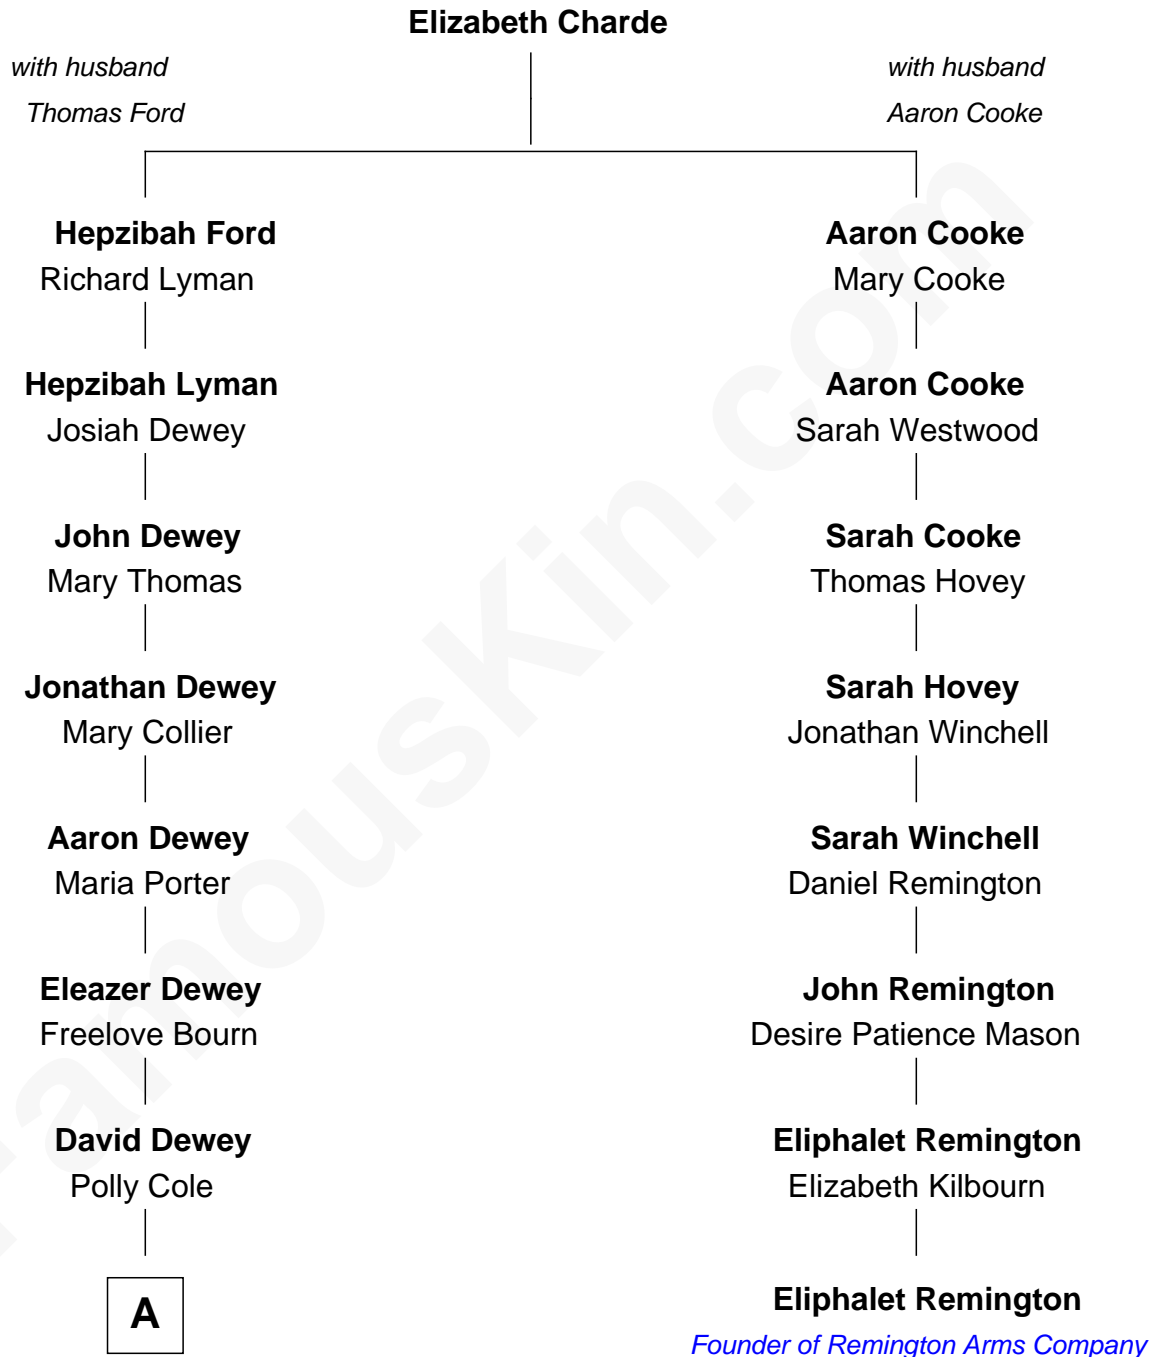 Elizabeth Charde
with husband
Thomas Ford
with husband
Aaron Cooke
Hepzibah Ford
Richard Lyman
Aaron Cooke
Mary Cooke
Hepzibah Lyman
Josiah Dewey
Aaron Cooke
Sarah Westwood
John Dewey
Mary Thomas
Sarah Cooke
Thomas Hovey
Jonathan Dewey
Mary Collier
Sarah Hovey
Jonathan Winchell
Aaron Dewey
Maria Porter
Sarah Winchell
Daniel Remington
Eleazer Dewey
Freelove Bourn
John Remington
Desire Patience Mason
David Dewey
Polly Cole
Eliphalet Remington
Elizabeth Kilbourn
A
Eliphalet Remington
Founder of Remington Arms Company
FamousKin.com